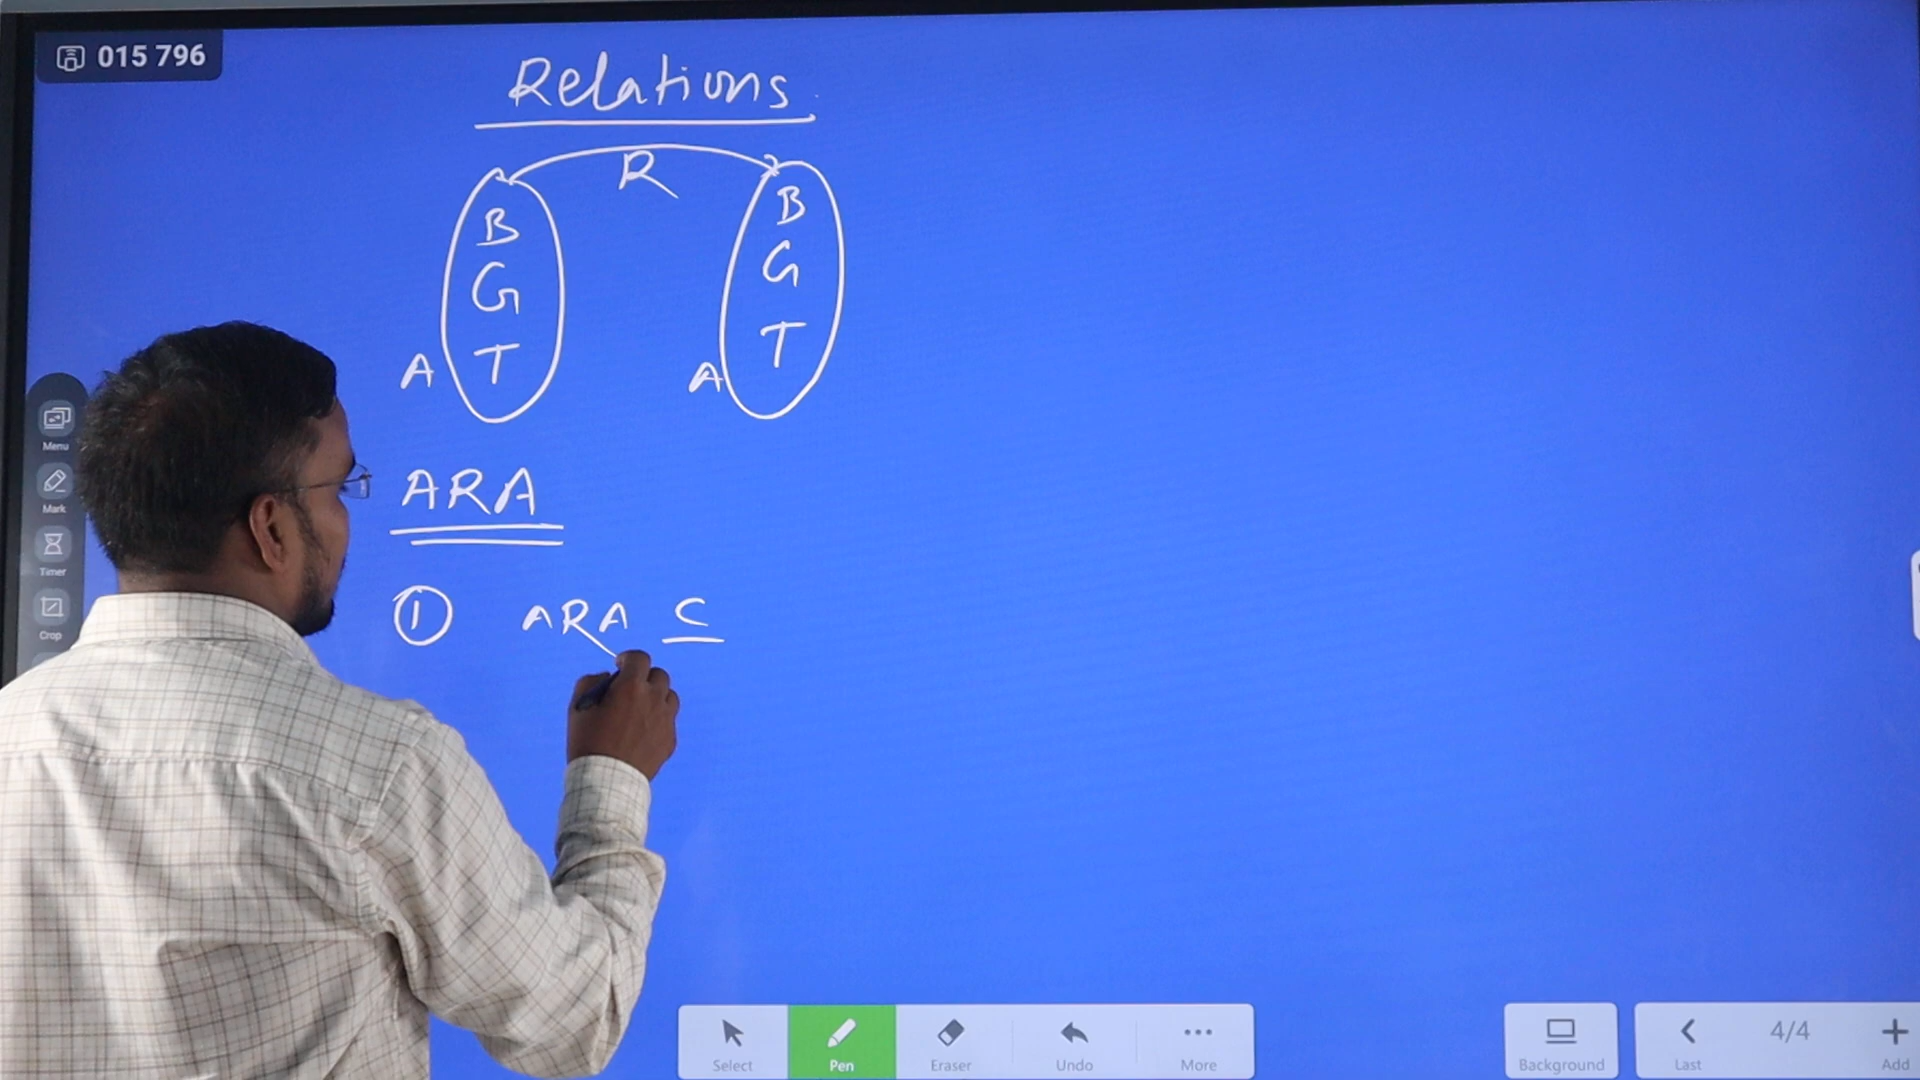 015 796
Relations
R
B
G
T
A
B
G
T
A
ARA
① ARA C
Menu
Mark
Timer
Crop
Select Pen Eraser Undo More
Background
4/4
Last Add